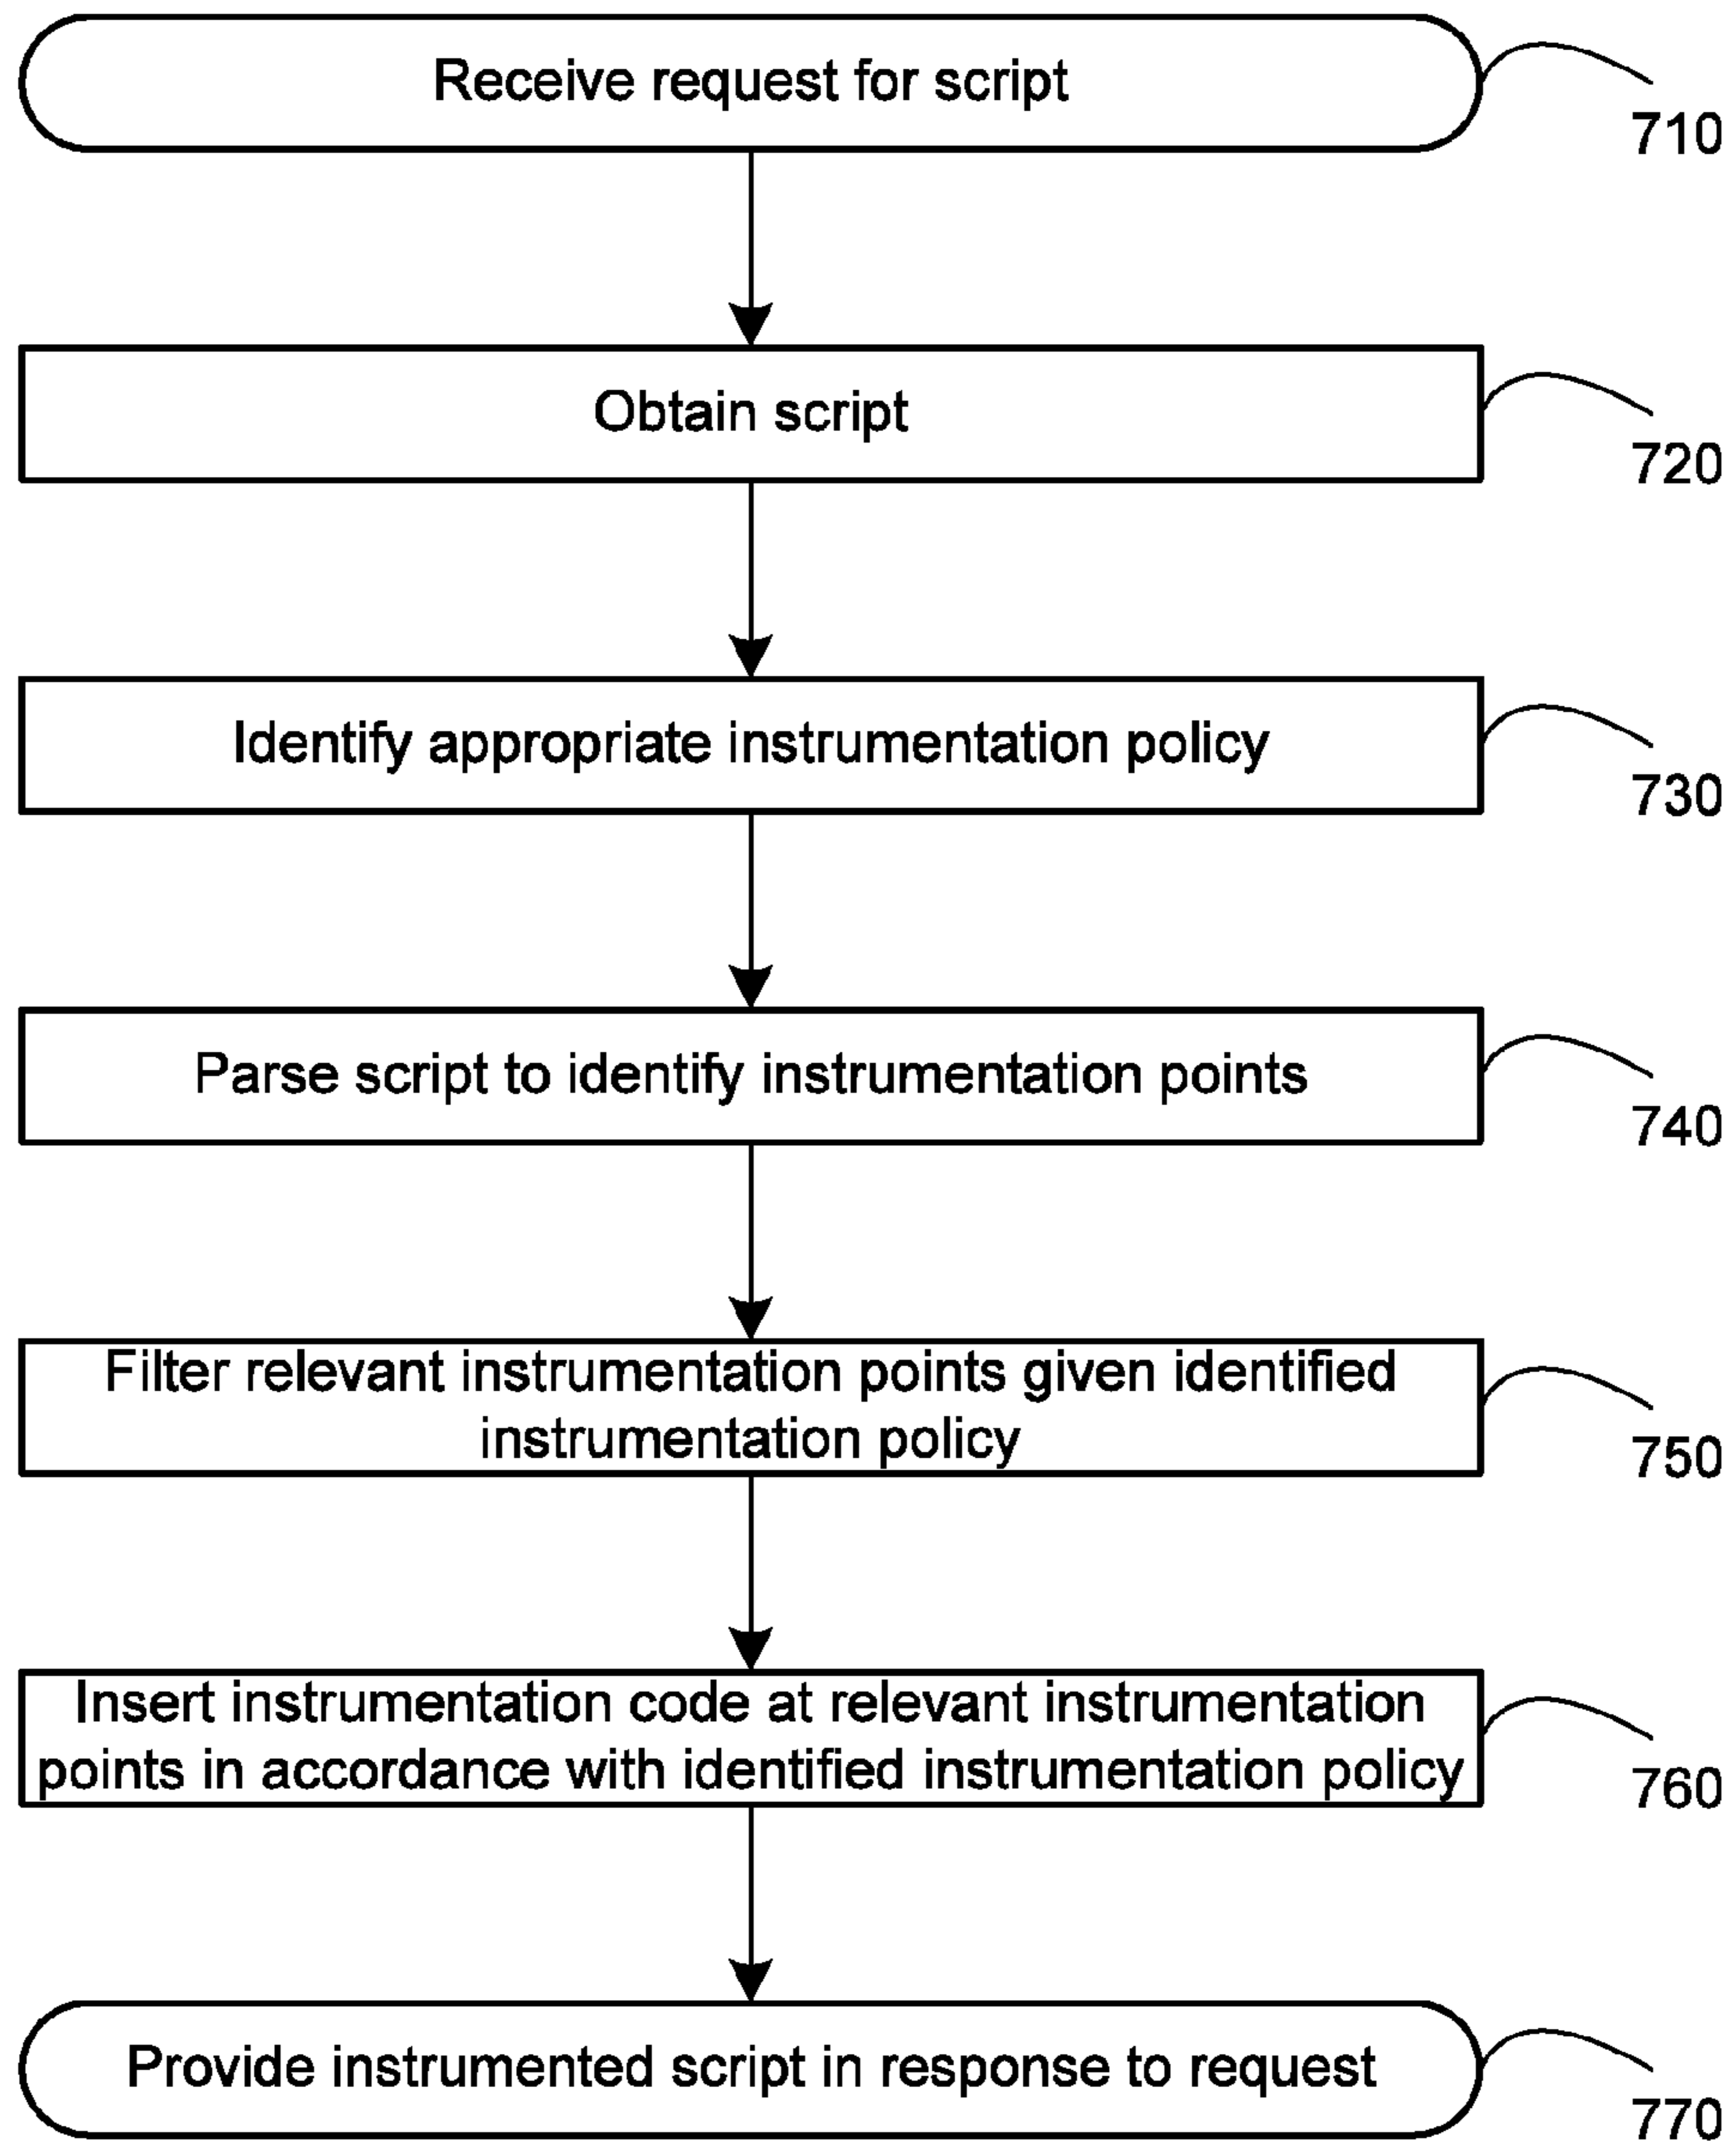 Receive request for script
710
Obtain script
720
Identify appropriate instrumentation policy
730
Parse script to identify instrumentation points
740
Filter relevant instrumentation points given identified
instrumentation policy
750
Insert instrumentation code at relevant instrumentation
points in accordance with identified instrumentation policy
760
Provide instrumented script in response to request
770